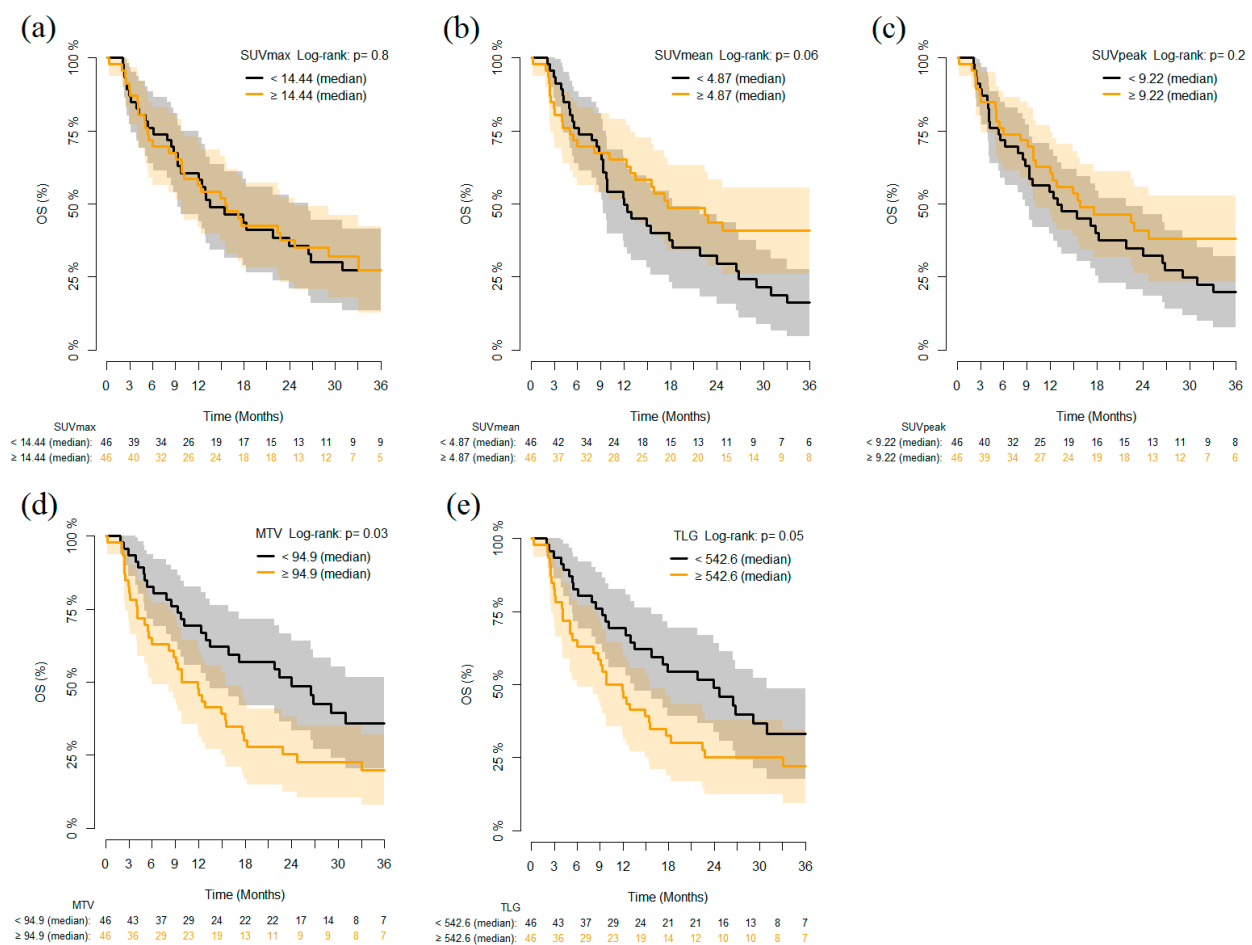 (a)
SUVmax Log-rank: p= 0.8
< 14.44 (median)
≥ 14.44 (median)
OS (%)
100 %
75 %
50 %
25 %
0 %
0 3 6 9 12 18 24 30 36
Time (Months)
SUVmax
< 14.44 (median): 46 39 34 26 19 17 15 13 11 9 9
≥ 14.44 (median): 46 40 32 26 24 18 18 13 12 7 5
(b)
SUVmean Log-rank: p= 0.06
< 4.87 (median)
≥ 4.87 (median)
OS (%)
100 %
75 %
50 %
25 %
0 %
0 3 6 9 12 18 24 30 36
Time (Months)
SUVmean
< 4.87 (median): 46 42 34 24 18 15 13 11 9 7 6
≥ 4.87 (median): 46 37 32 28 25 20 20 15 14 9 8
(c)
SUVpeak Log-rank: p= 0.2
< 9.22 (median)
≥ 9.22 (median)
OS (%)
100 %
75 %
50 %
25 %
0 %
0 3 6 9 12 18 24 30 36
Time (Months)
SUVpeak
< 9.22 (median): 46 40 32 25 19 16 15 13 11 9 8
≥ 9.22 (median): 46 39 34 27 24 19 18 13 12 7 6
(d)
MTV Log-rank: p= 0.03
< 94.9 (median)
≥ 94.9 (median)
OS (%)
100 %
75 %
50 %
25 %
0 %
0 3 6 9 12 18 24 30 36
Time (Months)
MTV
< 94.9 (median): 46 43 37 29 24 22 22 17 14 8 7
≥ 94.9 (median): 46 36 29 23 19 13 11 9 9 8 7
(e)
TLG Log-rank: p= 0.05
< 542.6 (median)
≥ 542.6 (median)
OS (%)
100 %
75 %
50 %
25 %
0 %
0 3 6 9 12 18 24 30 36
Time (Months)
TLG
< 542.6 (median): 46 43 37 29 24 21 21 16 13 8 7
≥ 542.6 (median): 46 36 29 23 19 14 12 10 10 8 7